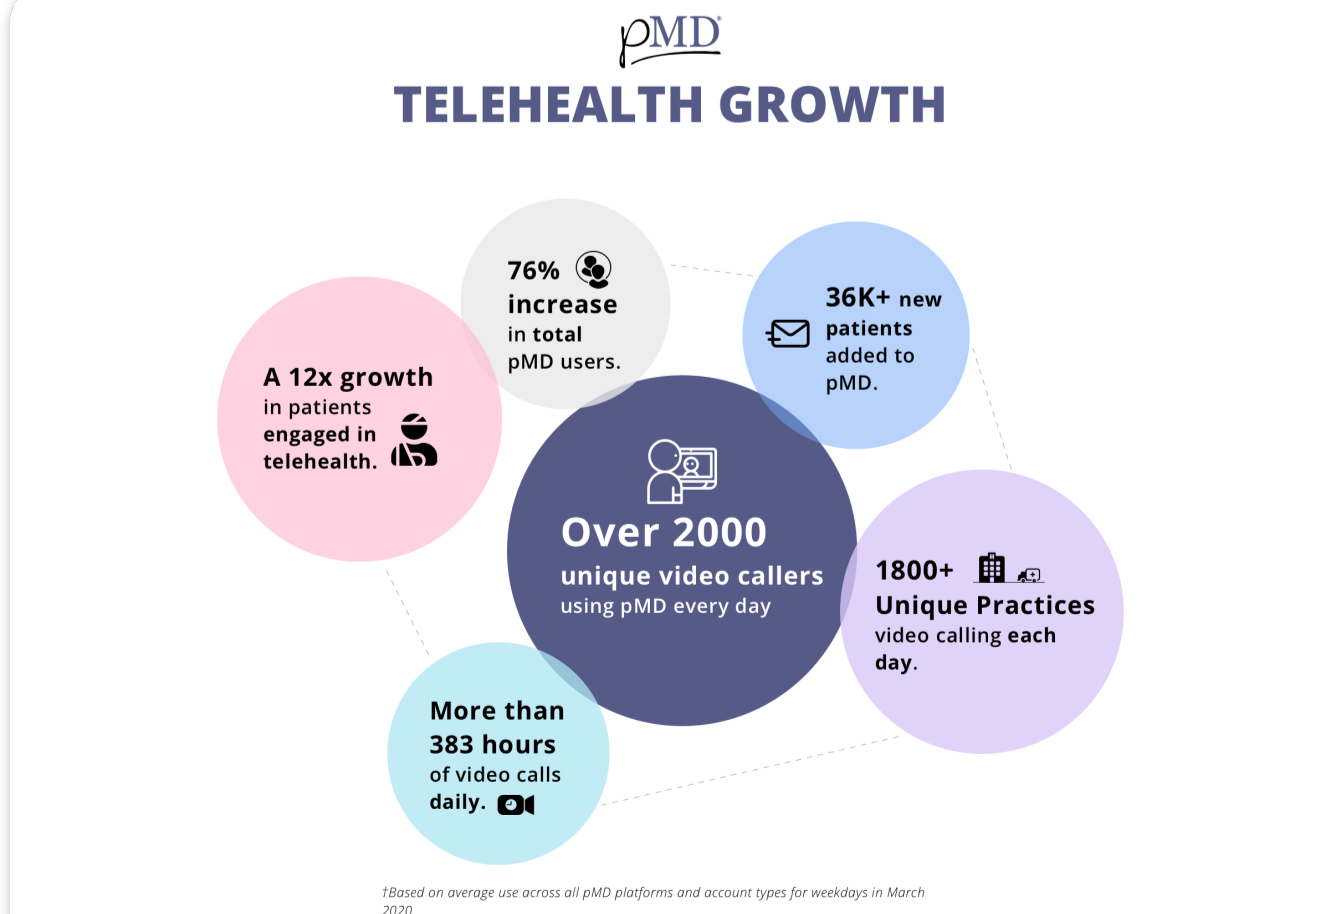 pMD®
TELEHEALTH GROWTH
76%
increase
in total
pMD users.
36K+ new
patients
added to
pMD.
A 12x growth
in patients
engaged in
telehealth.
Over 2000
unique video callers
using pMD every day
1800+
Unique Practices
video calling each
day.
More than
383 hours
of video calls
daily.
†Based on average use across all pMD platforms and account types for weekdays in March
2020